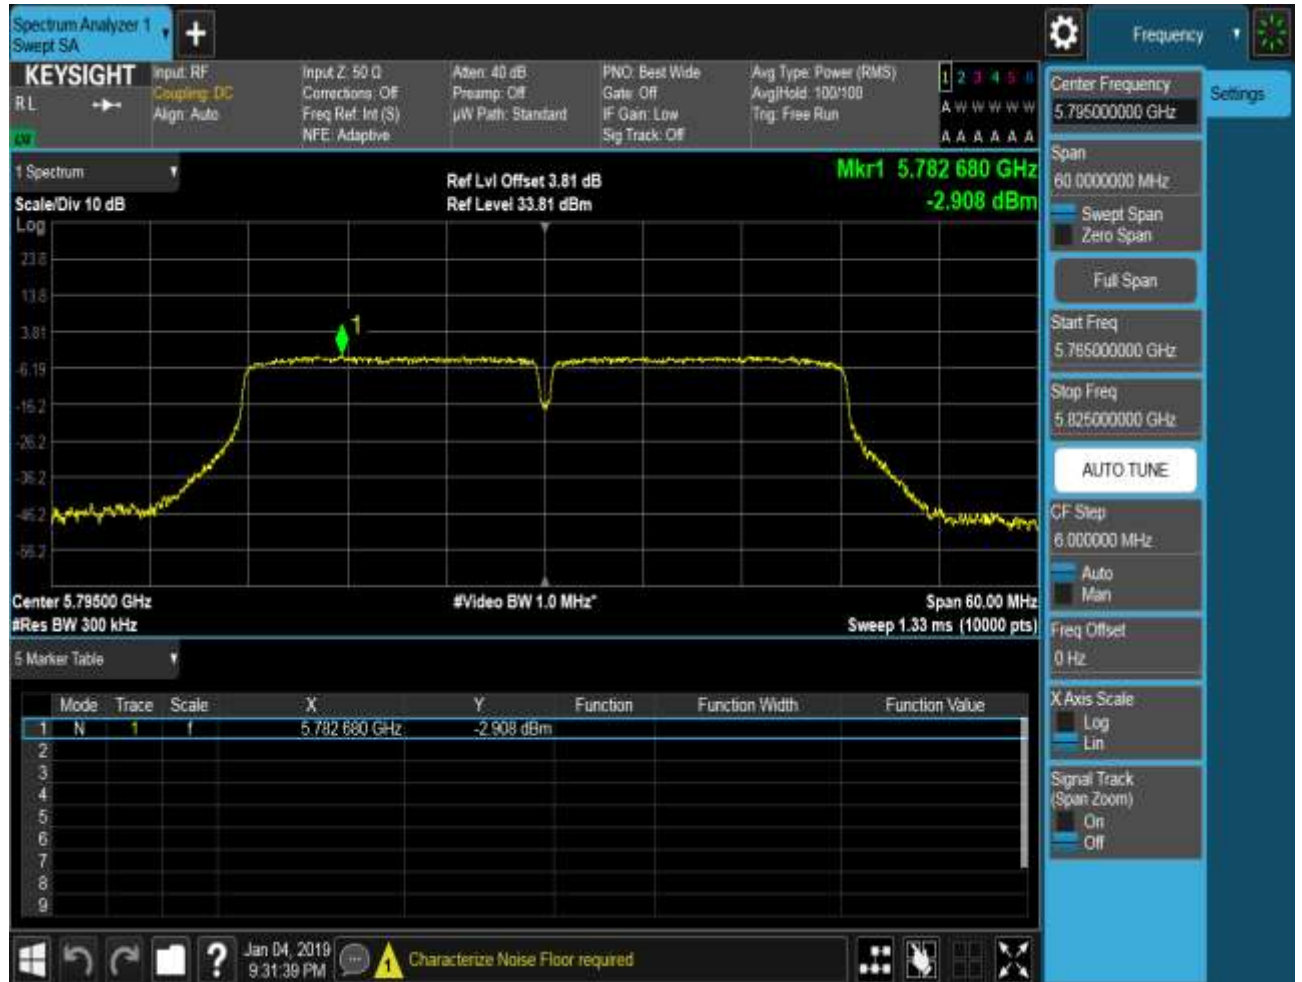 Spectrum Analyzer 1
Swept SA
Frequency
KEYSIGHT
R L
Input: RF
Coupling: DC
Align: Auto
Input Z: 50 Ω
Corrections: Off
Freq Ref: Int (S)
NFE: Adaptive
Atten: 40 dB
Preamp: Off
µW Path: Standard
PNO: Best Wide
Gate: Off
IF Gain: Low
Sig Track: Off
Avg Type: Power (RMS)
Avg|Hold: 100/100
Trig: Free Run
1 2 3 4 5 6
A W W W W W
A A A A A A
1 Spectrum
Scale/Div 10 dB
Ref Lvl Offset 3.81 dB
Ref Level 33.81 dBm
Mkr1 5.782 680 GHz
-2.908 dBm
Log
23.8
13.8
3.81
-6.19
-16.2
-26.2
-36.2
-46.2
-56.2
1
Center 5.79500 GHz
#Res BW 300 kHz
#Video BW 1.0 MHz*
Span 60.00 MHz
Sweep 1.33 ms (10000 pts)
5 Marker Table
Mode Trace Scale X Y Function Function Width Function Value
1 N 1 f 5.782 680 GHz -2.908 dBm
2
3
4
5
6
7
8
9
Jan 04, 2019
9:31:39 PM
Characterize Noise Floor required
Settings
Center Frequency
5.795000000 GHz
Span
60.0000000 MHz
Swept Span
Zero Span
Full Span
Start Freq
5.765000000 GHz
Stop Freq
5.825000000 GHz
AUTO TUNE
CF Step
6.000000 MHz
Auto
Man
Freq Offset
0 Hz
X Axis Scale
Log
Lin
Signal Track
(Span Zoom)
On
Off